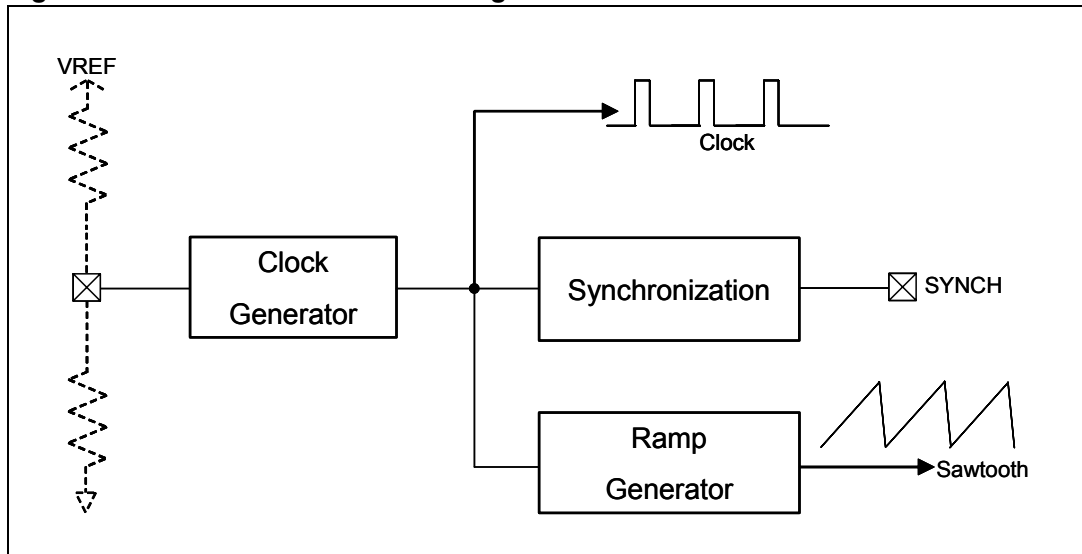 VREF
Clock
Clock
Generator
Synchronization
SYNCH
Ramp
Generator
Sawtooth